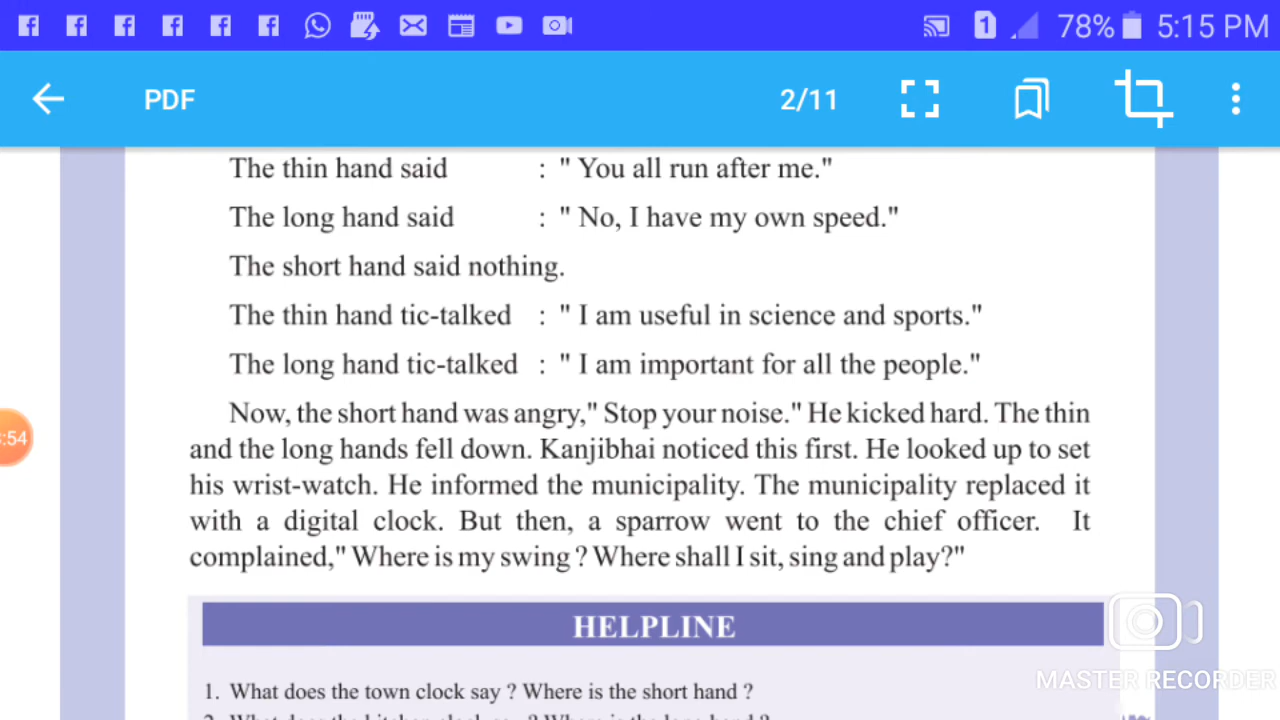 1 78% 5:15 PM
PDF 2/11
The thin hand said : " You all run after me."
The long hand said : " No, I have my own speed."
The short hand said nothing.
The thin hand tic-talked : " I am useful in science and sports."
The long hand tic-talked : " I am important for all the people."
Now, the short hand was angry," Stop your noise." He kicked hard. The thin
and the long hands fell down. Kanjibhai noticed this first. He looked up to set
his wrist-watch. He informed the municipality. The municipality replaced it
with a digital clock. But then, a sparrow went to the chief officer. It
complained," Where is my swing ? Where shall I sit, sing and play?"
:54
HELPLINE
MASTER RECORDER
1. What does the town clock say ? Where is the short hand ?